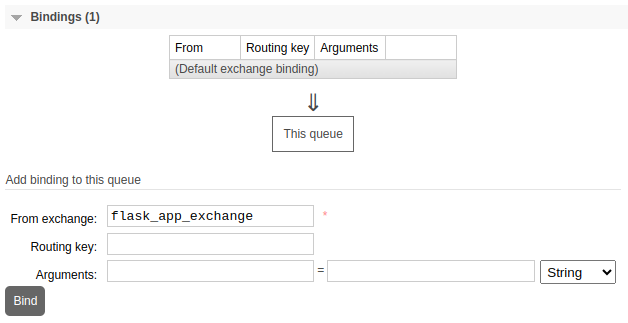 Bindings (1)
From Routing key Arguments
(Default exchange binding)
⇓
This queue
Add binding to this queue
From exchange: flask_app_exchange *
Routing key:
Arguments: = String
Bind